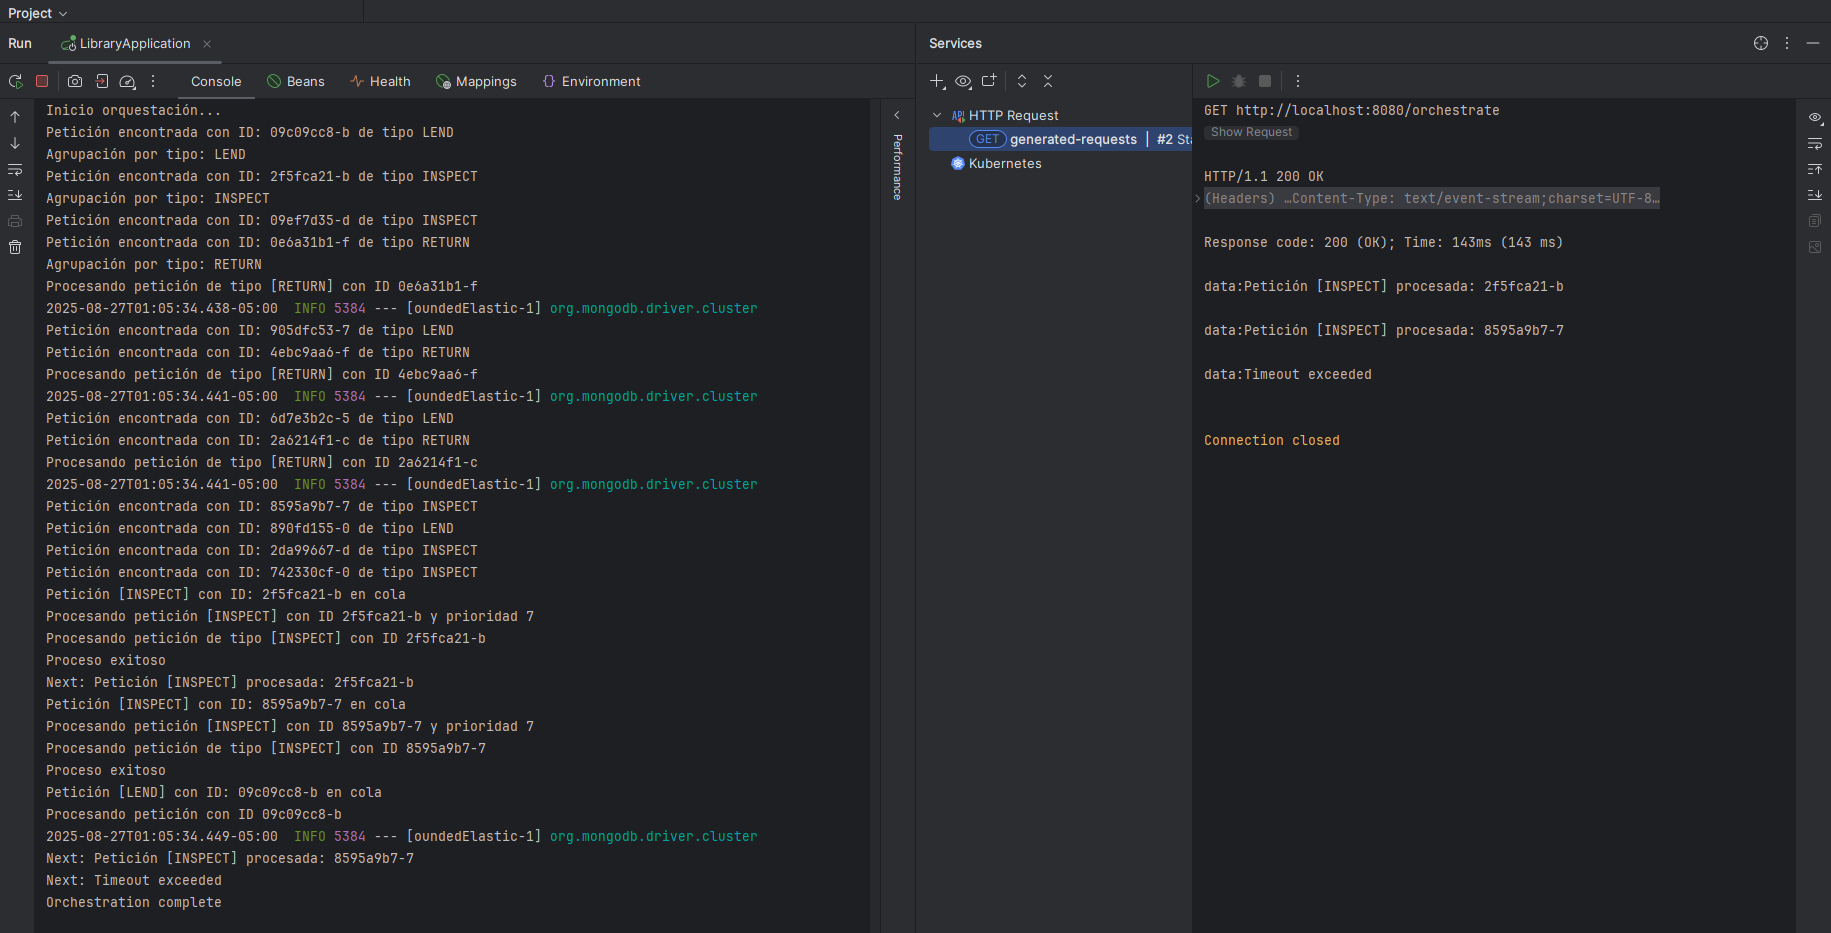 Project
Run
LibraryApplication
Console
Beans
Health
Mappings
Environment
Inicio orquestación...
Petición encontrada con ID: 09c09cc8-b de tipo LEND
Agrupación por tipo: LEND
Petición encontrada con ID: 2f5fca21-b de tipo INSPECT
Agrupación por tipo: INSPECT
Petición encontrada con ID: 09ef7d35-d de tipo INSPECT
Petición encontrada con ID: 0e6a31b1-f de tipo RETURN
Agrupación por tipo: RETURN
Procesando petición de tipo [RETURN] con ID 0e6a31b1-f
2025-08-27T01:05:34.438-05:00  INFO 5384 --- [oundedElastic-1] org.mongodb.driver.cluster
Petición encontrada con ID: 905dfc53-7 de tipo LEND
Petición encontrada con ID: 4ebc9aa6-f de tipo RETURN
Procesando petición de tipo [RETURN] con ID 4ebc9aa6-f
2025-08-27T01:05:34.441-05:00  INFO 5384 --- [oundedElastic-1] org.mongodb.driver.cluster
Petición encontrada con ID: 6d7e3b2c-5 de tipo LEND
Petición encontrada con ID: 2a6214f1-c de tipo RETURN
Procesando petición de tipo [RETURN] con ID 2a6214f1-c
2025-08-27T01:05:34.441-05:00  INFO 5384 --- [oundedElastic-1] org.mongodb.driver.cluster
Petición encontrada con ID: 8595a9b7-7 de tipo INSPECT
Petición encontrada con ID: 890fd155-0 de tipo LEND
Petición encontrada con ID: 2da99667-d de tipo INSPECT
Petición encontrada con ID: 742330cf-0 de tipo INSPECT
Petición [INSPECT] con ID: 2f5fca21-b en cola
Procesando petición [INSPECT] con ID 2f5fca21-b y prioridad 7
Procesando petición de tipo [INSPECT] con ID 2f5fca21-b
Proceso exitoso
Next: Petición [INSPECT] procesada: 2f5fca21-b
Petición [INSPECT] con ID: 8595a9b7-7 en cola
Procesando petición [INSPECT] con ID 8595a9b7-7 y prioridad 7
Procesando petición de tipo [INSPECT] con ID 8595a9b7-7
Proceso exitoso
Petición [LEND] con ID: 09c09cc8-b en cola
Procesando petición con ID 09c09cc8-b
2025-08-27T01:05:34.449-05:00  INFO 5384 --- [oundedElastic-1] org.mongodb.driver.cluster
Next: Petición [INSPECT] procesada: 8595a9b7-7
Next: Timeout exceeded
Orchestration complete
Performance
Services
API HTTP Request
GET generated-requests | #2 Sta
Kubernetes
GET http://localhost:8080/orchestrate
Show Request
HTTP/1.1 200 OK
(Headers) …Content-Type: text/event-stream;charset=UTF-8…
Response code: 200 (OK); Time: 143ms (143 ms)
data:Petición [INSPECT] procesada: 2f5fca21-b
data:Petición [INSPECT] procesada: 8595a9b7-7
data:Timeout exceeded
Connection closed